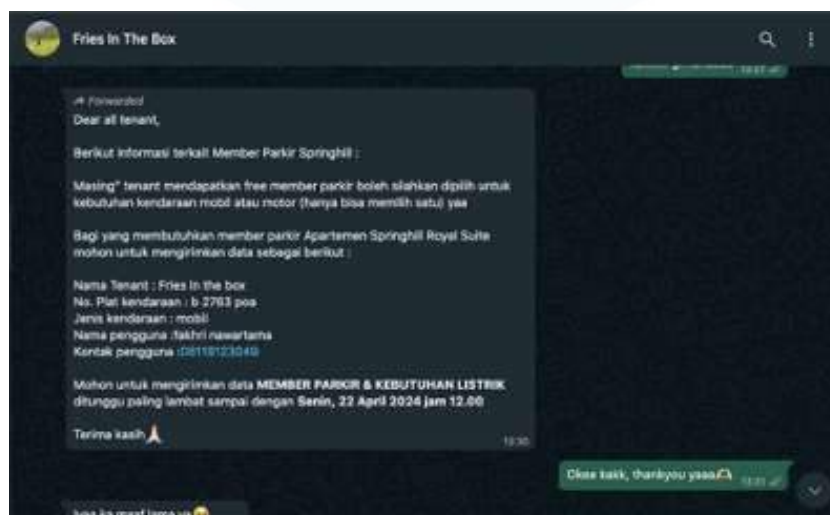 Fries In The Box
Forwarded
Dear all tenant,
Berikut informasi terkait Member Parkir Springhill :
Masing" tenant mendapatkan free member parkir boleh silahkan dipilih untuk
kebutuhan kendaraan mobil atau motor (hanya bisa memilih satu) yaa
Bagi yang membutuhkan member parkir Apartemen Springhill Royal Suite
mohon untuk mengirimkan data sebagai berikut :
Nama Tenant : Fries in the box
No. Plat kendaraan : b 2763 poa
Jenis kendaraan : mobil
Nama pengguna :fakhri nawartama
Kontak pengguna :
Mohon untuk mengirimkan data MEMBER PARKIR & KEBUTUHAN LISTRIK
ditunggu paling lambat sampai dengan Senin, 22 April 2024 jam 12.00
Terima kasih
Okee kakk, thankyou yaaa